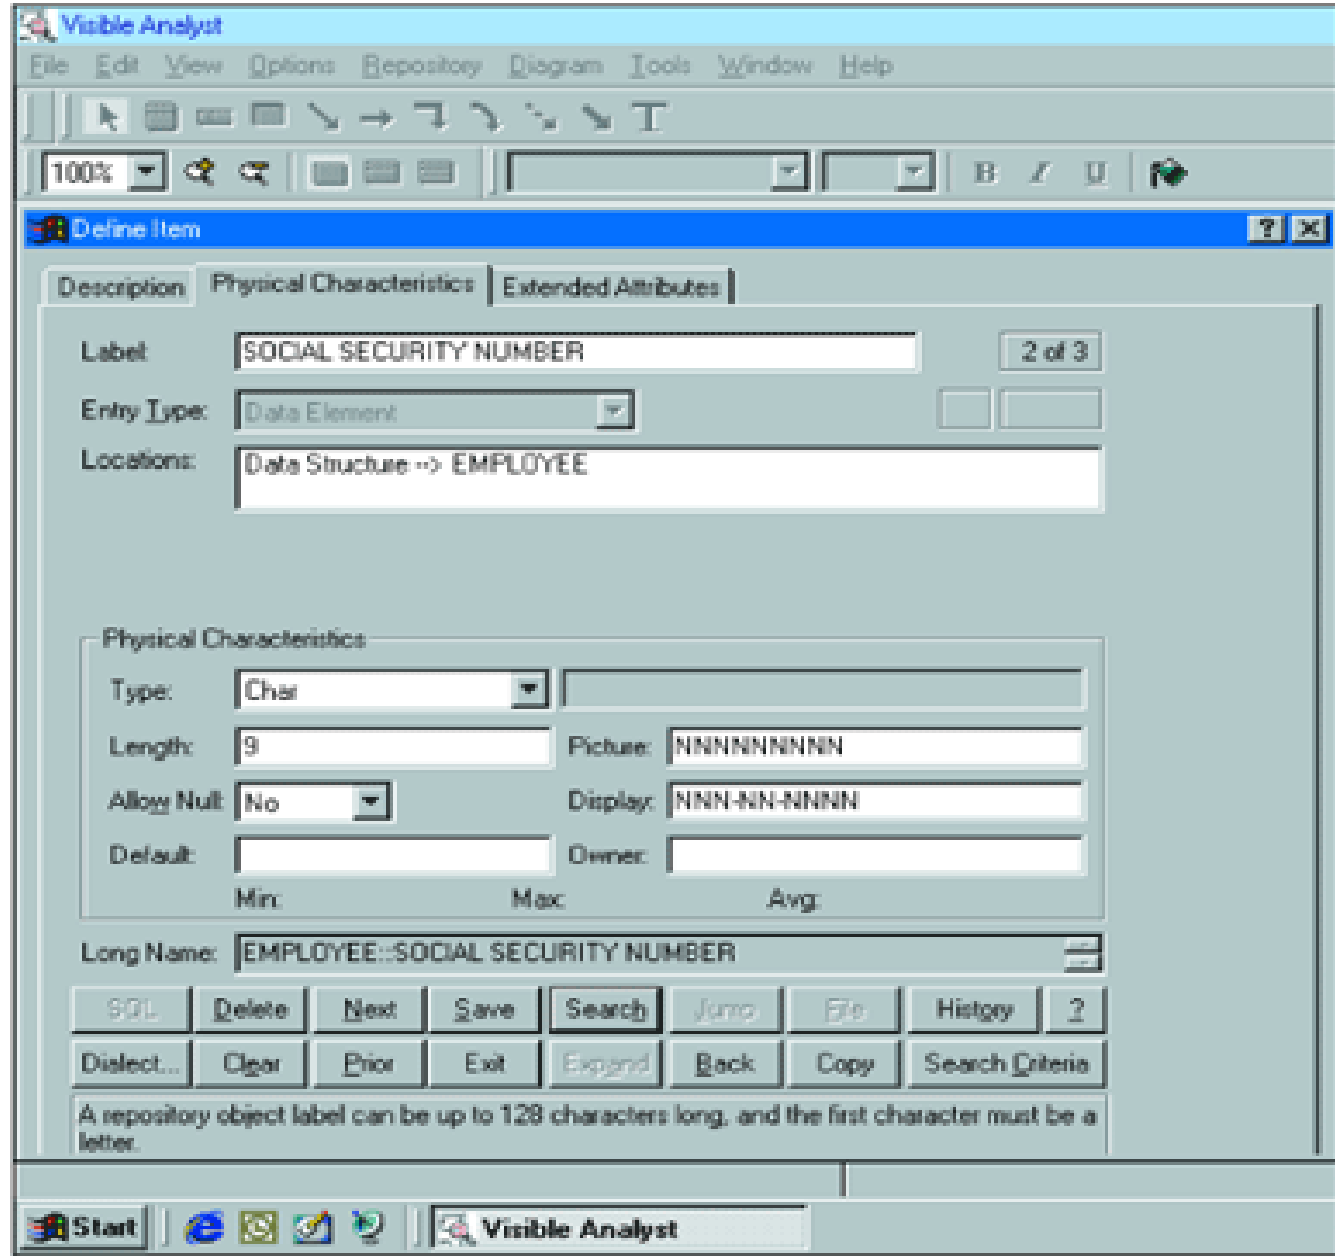 Visible Analyst
File Edit View Options Repository Diagram Tools Window Help
100% B I U
Define Item
Description Physical Characteristics Extended Attributes
Label: SOCIAL SECURITY NUMBER 2 of 3
Entry Type: Data Element
Locations: Data Structure --> EMPLOYEE
Physical Characteristics
Type: Char
Length: 9 Picture: NNNNNNNNN
Allow Null: No Display: NNN-NN-NNNN
Default: Owner:
Min: Max: Avg:
Long Name: EMPLOYEE::SOCIAL SECURITY NUMBER
SQL Delete Next Save Search Jump File History ?
Dialect... Clear Prior Exit Expand Back Copy Search Criteria
A repository object label can be up to 128 characters long, and the first character must be a
letter.
Start Visible Analyst